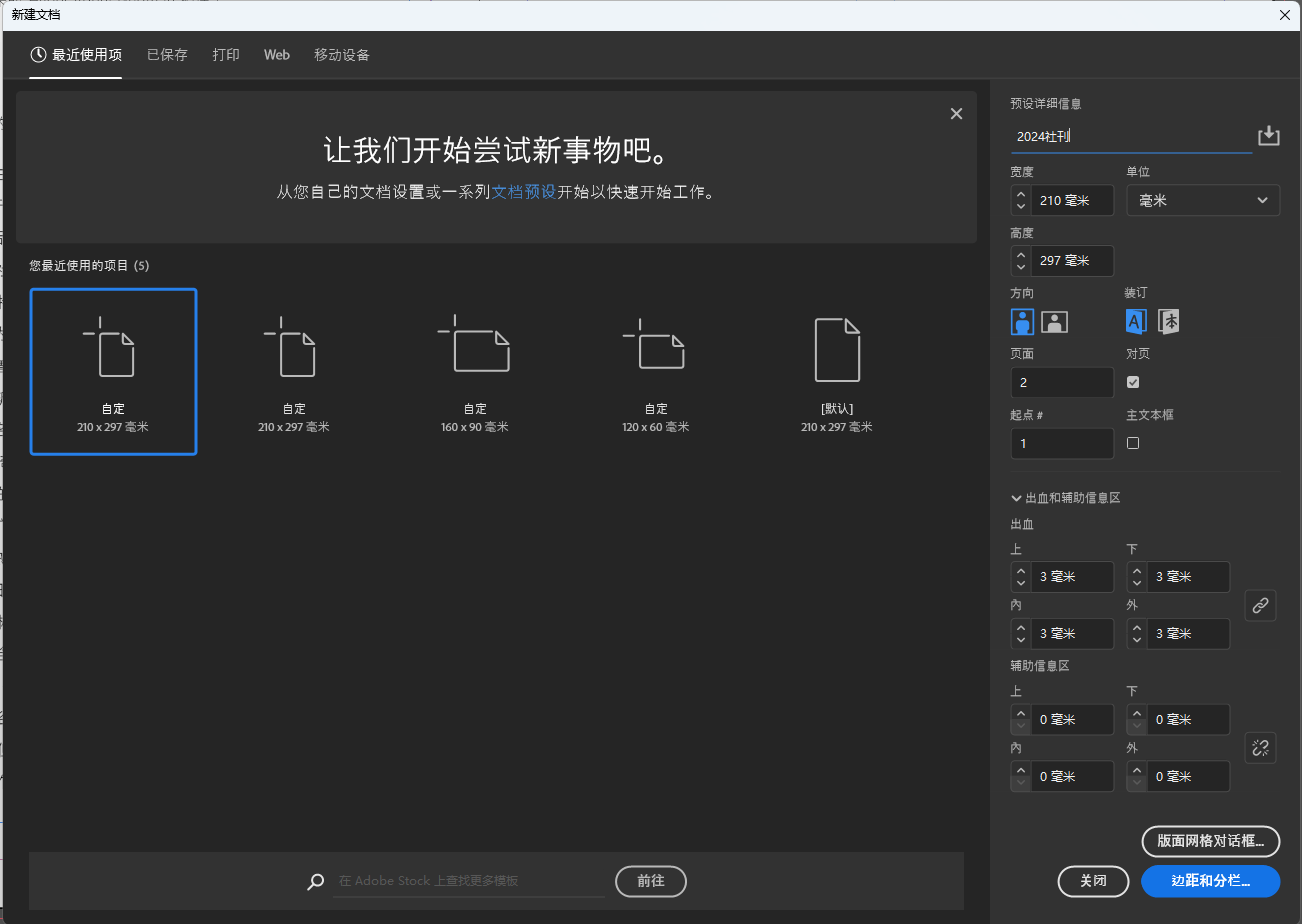 新建文档
最近使用项 已保存 打印 Web 移动设备
让我们开始尝试新事物吧。
从您自己的文档设置或一系列文档预设开始以快速开始工作。
您最近使用的项目 (5)
自定
210 x 297 毫米
自定
210 x 297 毫米
自定
160 x 90 毫米
自定
120 x 60 毫米
[默认]
210 x 297 毫米
在 Adobe Stock 上查找更多模板
前往
预设详细信息
2024社刊
宽度 单位
210 毫米 毫米
高度
297 毫米
方向 装订
A 本
页面 对页
2
起点 # 主文本框
1
出血和辅助信息区
出血
上 下
3 毫米 3 毫米
内 外
3 毫米 3 毫米
辅助信息区
上 下
0 毫米 0 毫米
内 外
0 毫米 0 毫米
版面网格对话框...
关闭 边距和分栏...